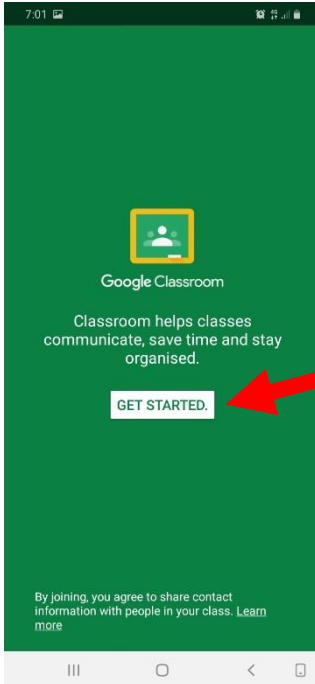 7:01
Google Classroom
Classroom helps classes
communicate, save time and stay
organised.
GET STARTED.
By joining, you agree to share contact
information with people in your class. Learn
more